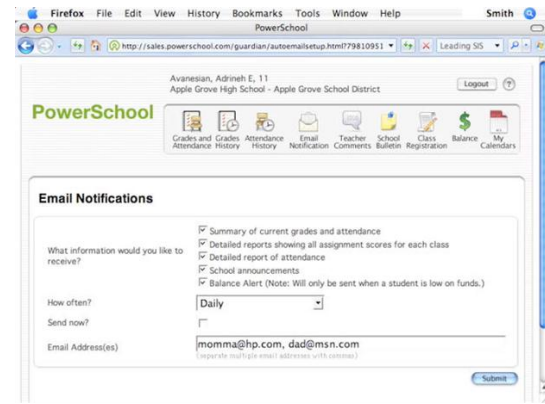 Firefox File Edit View History Bookmarks Tools Window Help Smith
PowerSchool
http://sales.powerschool.com/guardian/autoemailsetup.html?79810951 Leading SIS
Avanesian, Adrineh E, 11
Apple Grove High School - Apple Grove School District
Logout ?
PowerSchool
Grades and Attendance
Grades History
Attendance History
Email Notification
Teacher Comments
School Bulletin
Class Registration
Balance
My Calendars
Email Notifications
What information would you like to receive?
Summary of current grades and attendance
Detailed reports showing all assignment scores for each class
Detailed report of attendance
School announcements
Balance Alert (Note: Will only be sent when a student is low on funds.)
How often? Daily
Send now?
Email Address(es) momma@hp.com, dad@msn.com
(separate multiple email addresses with commas)
Submit